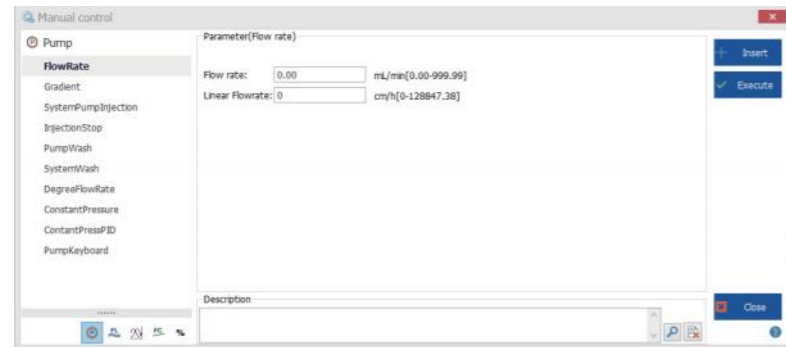 Manual control
Pump
FlowRate
Gradient
SystemPumpInjection
InjectionStop
PumpWash
SystemWash
DegreeFlowRate
ConstantPressure
ContantPressPID
PumpKeyboard
Parameter(Flow rate)
Flow rate: 0.00 mL/min[0.00-999.99]
Linear Flowrate: 0 cm/h[0-128847.38]
Description
Insert
Execute
Close